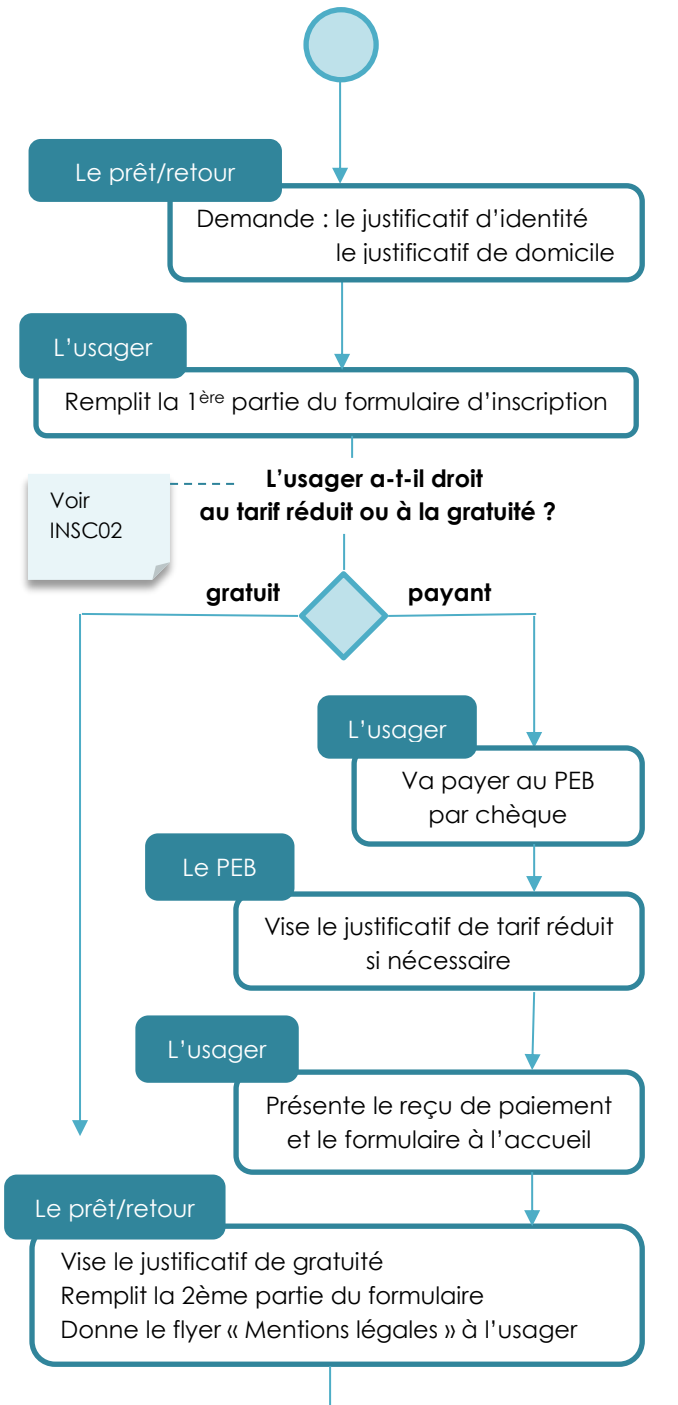 Le prêt/retour
Demande : le justificatif d’identité
le justificatif de domicile
L’usager
Remplit la 1ère partie du formulaire d’inscription
L’usager a-t-il droit
au tarif réduit ou à la gratuité ?
Voir
INSC02
gratuit
payant
L’usager
Va payer au PEB
par chèque
Le PEB
Vise le justificatif de tarif réduit
si nécessaire
L’usager
Présente le reçu de paiement
et le formulaire à l’accueil
Le prêt/retour
Vise le justificatif de gratuité
Remplit la 2ème partie du formulaire
Donne le flyer « Mentions légales » à l’usager